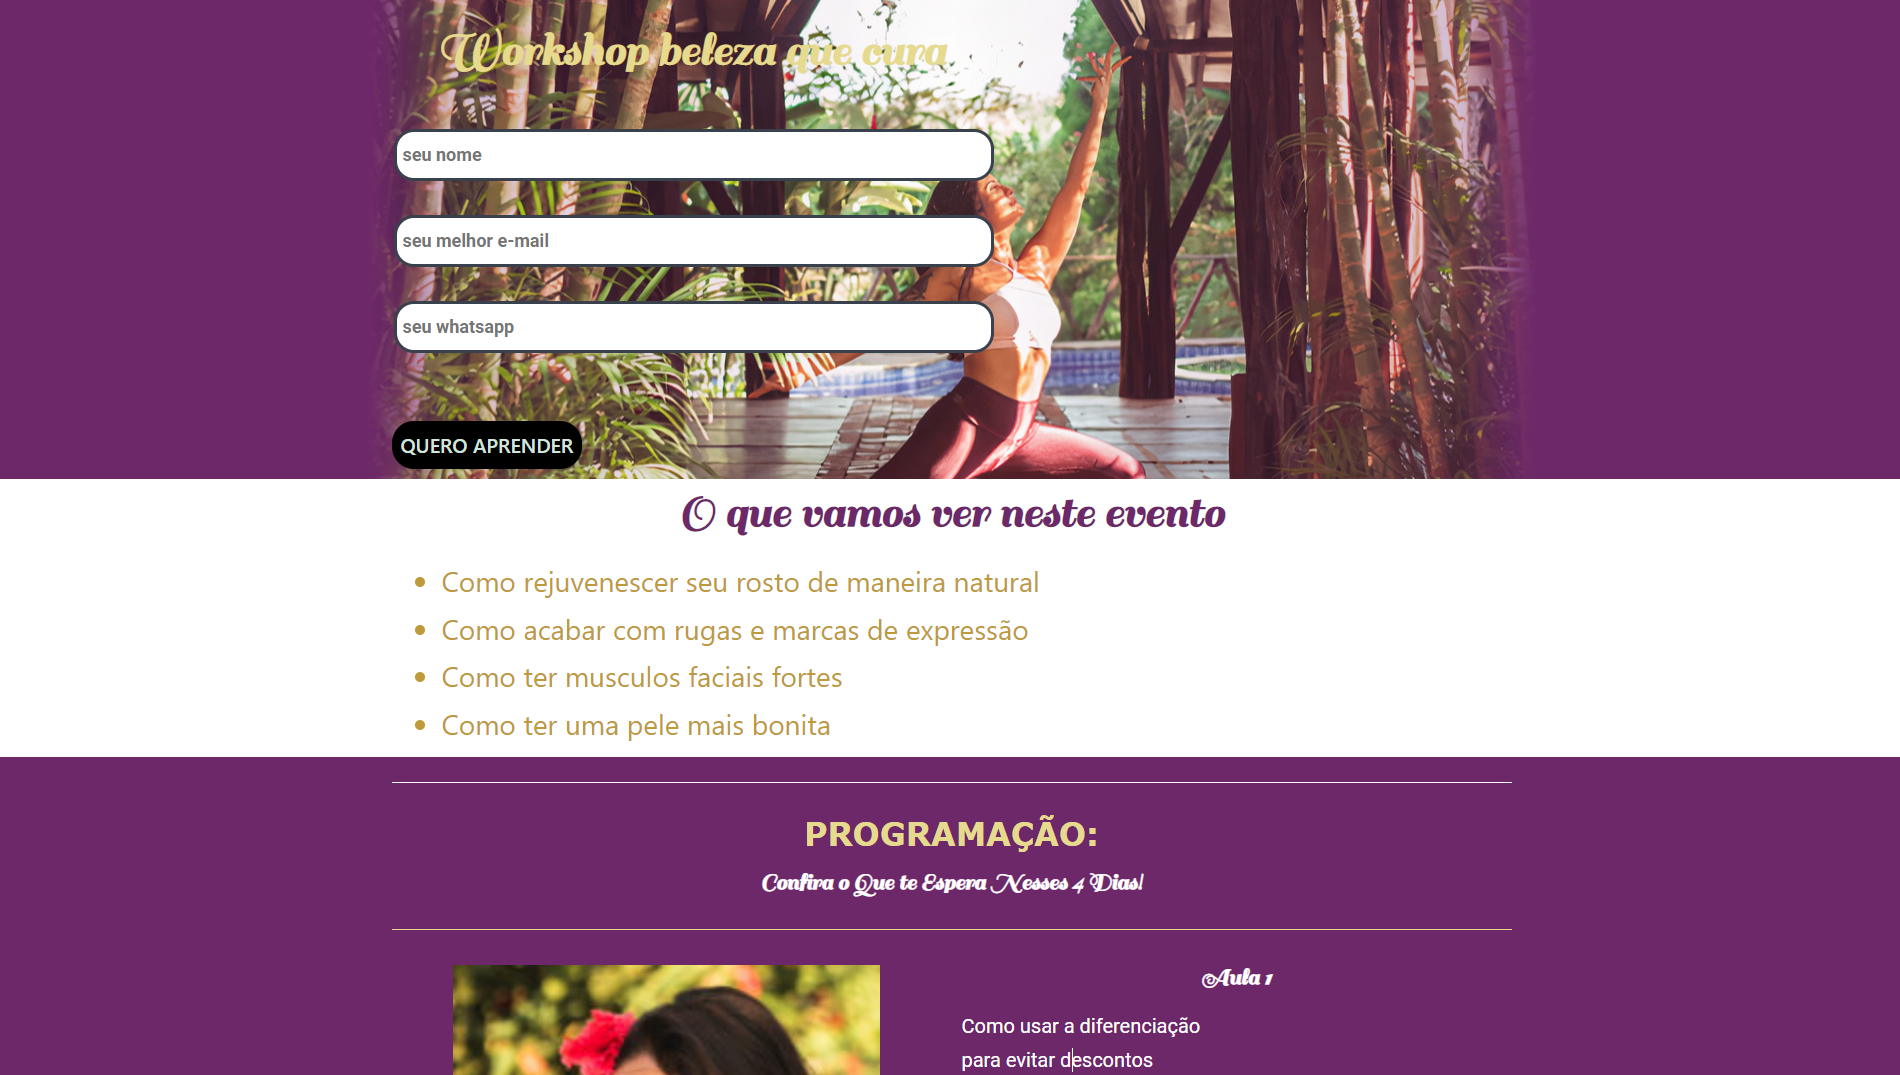 Workshop beleza que cura
seu nome
seu melhor e-mail
seu whatsapp
QUERO APRENDER
O que vamos ver neste evento
Como rejuvenescer seu rosto de maneira natural
Como acabar com rugas e marcas de expressão
Como ter musculos faciais fortes
Como ter uma pele mais bonita
PROGRAMAÇÃO:
Confira o Que te Espera Nesses 4 Dias!
Aula 1
Como usar a diferenciação
para evitar descontos